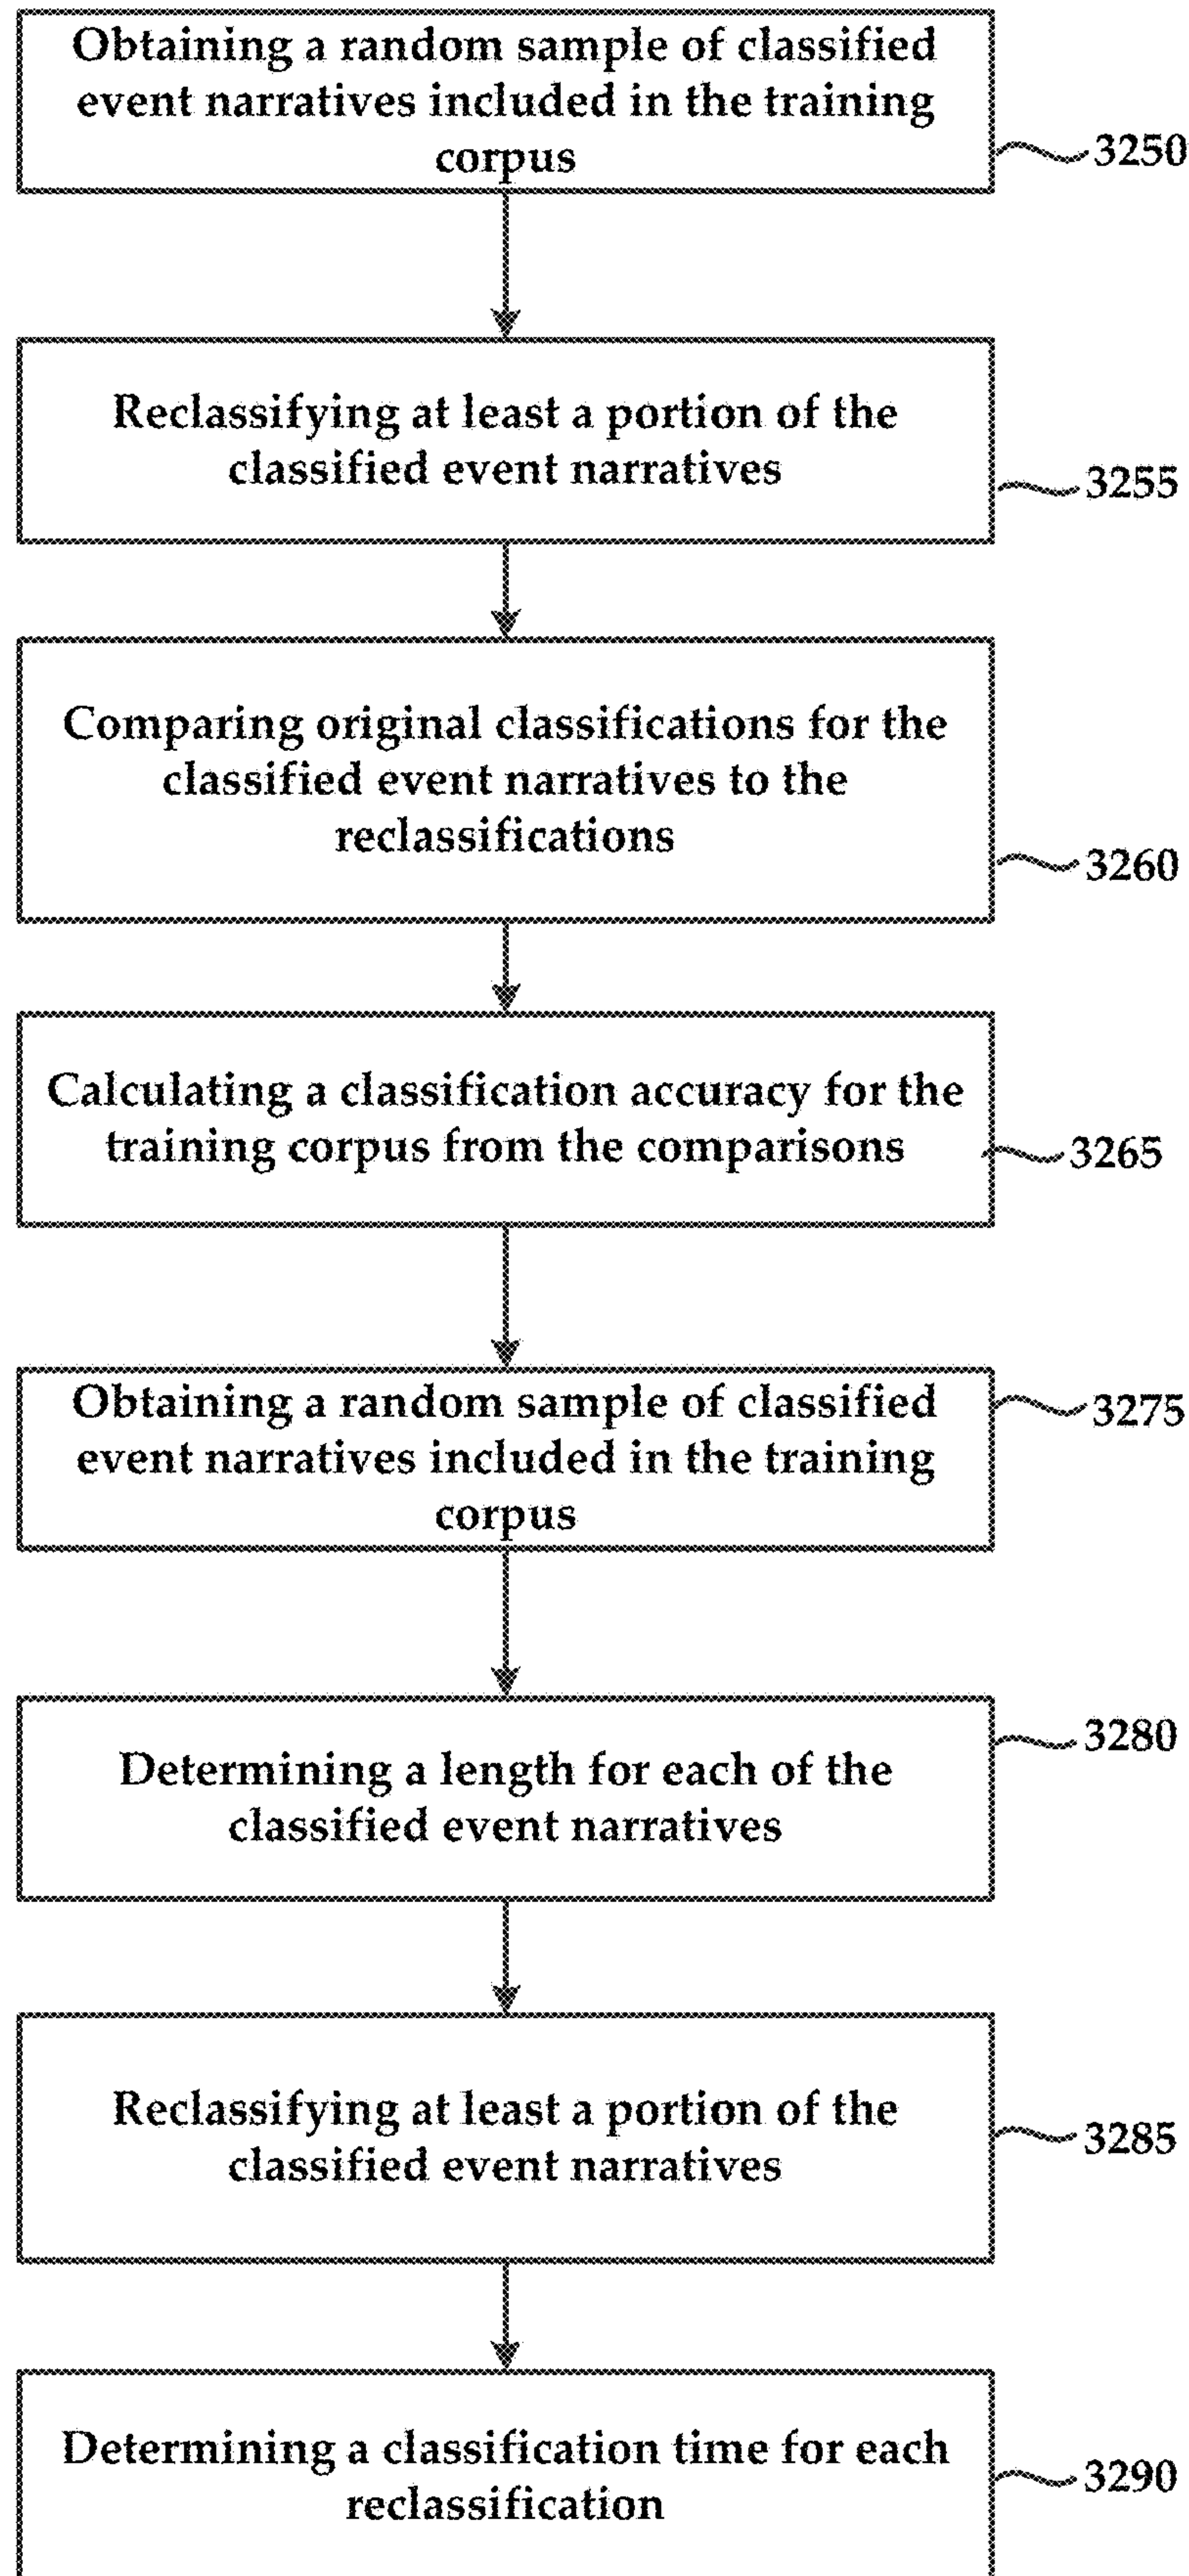 Obtaining a random sample of classified
event narratives included in the training
corpus
3250
Reclassifying at least a portion of the
classified event narratives
3255
Comparing original classifications for the
classified event narratives to the
reclassifications
3260
Calculating a classification accuracy for the
training corpus from the comparisons
3265
Obtaining a random sample of classified
event narratives included in the training
corpus
3275
Determining a length for each of the
classified event narratives
3280
Reclassifying at least a portion of the
classified event narratives
3285
Determining a classification time for each
reclassification
3290